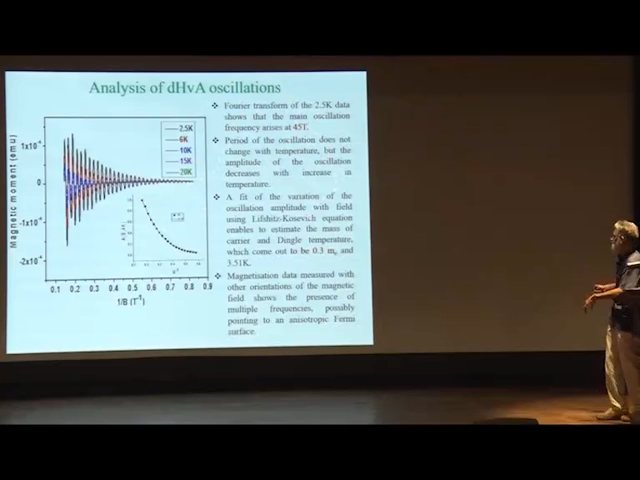 Analysis of dHvA oscillations
❖ Fourier transform of the 2.5K data
shows that the main oscillation
frequency arises at 45T.
❖ Period of the oscillation does not
change with temperature, but the
amplitude of the oscillation
decreases with increase in
temperature.
❖ A fit of the variation of the
oscillation amplitude with field
using Lifshitz-Kosevich equation
enables to estimate the mass of
carrier and Dingle temperature,
which come out to be 0.3 me and
3.51K.
❖ Magnetisation data measured with
other orientations of the magnetic
field shows the presence of
multiple frequencies, possibly
pointing to an anisotropic Fermi
surface.
Magnetic moment (emu)
0
2.5K
6K
10K
15K
20K
0.1 0.2 0.3 0.4 0.5 0.6 0.7 0.8 0.9
1/B (T⁻¹)